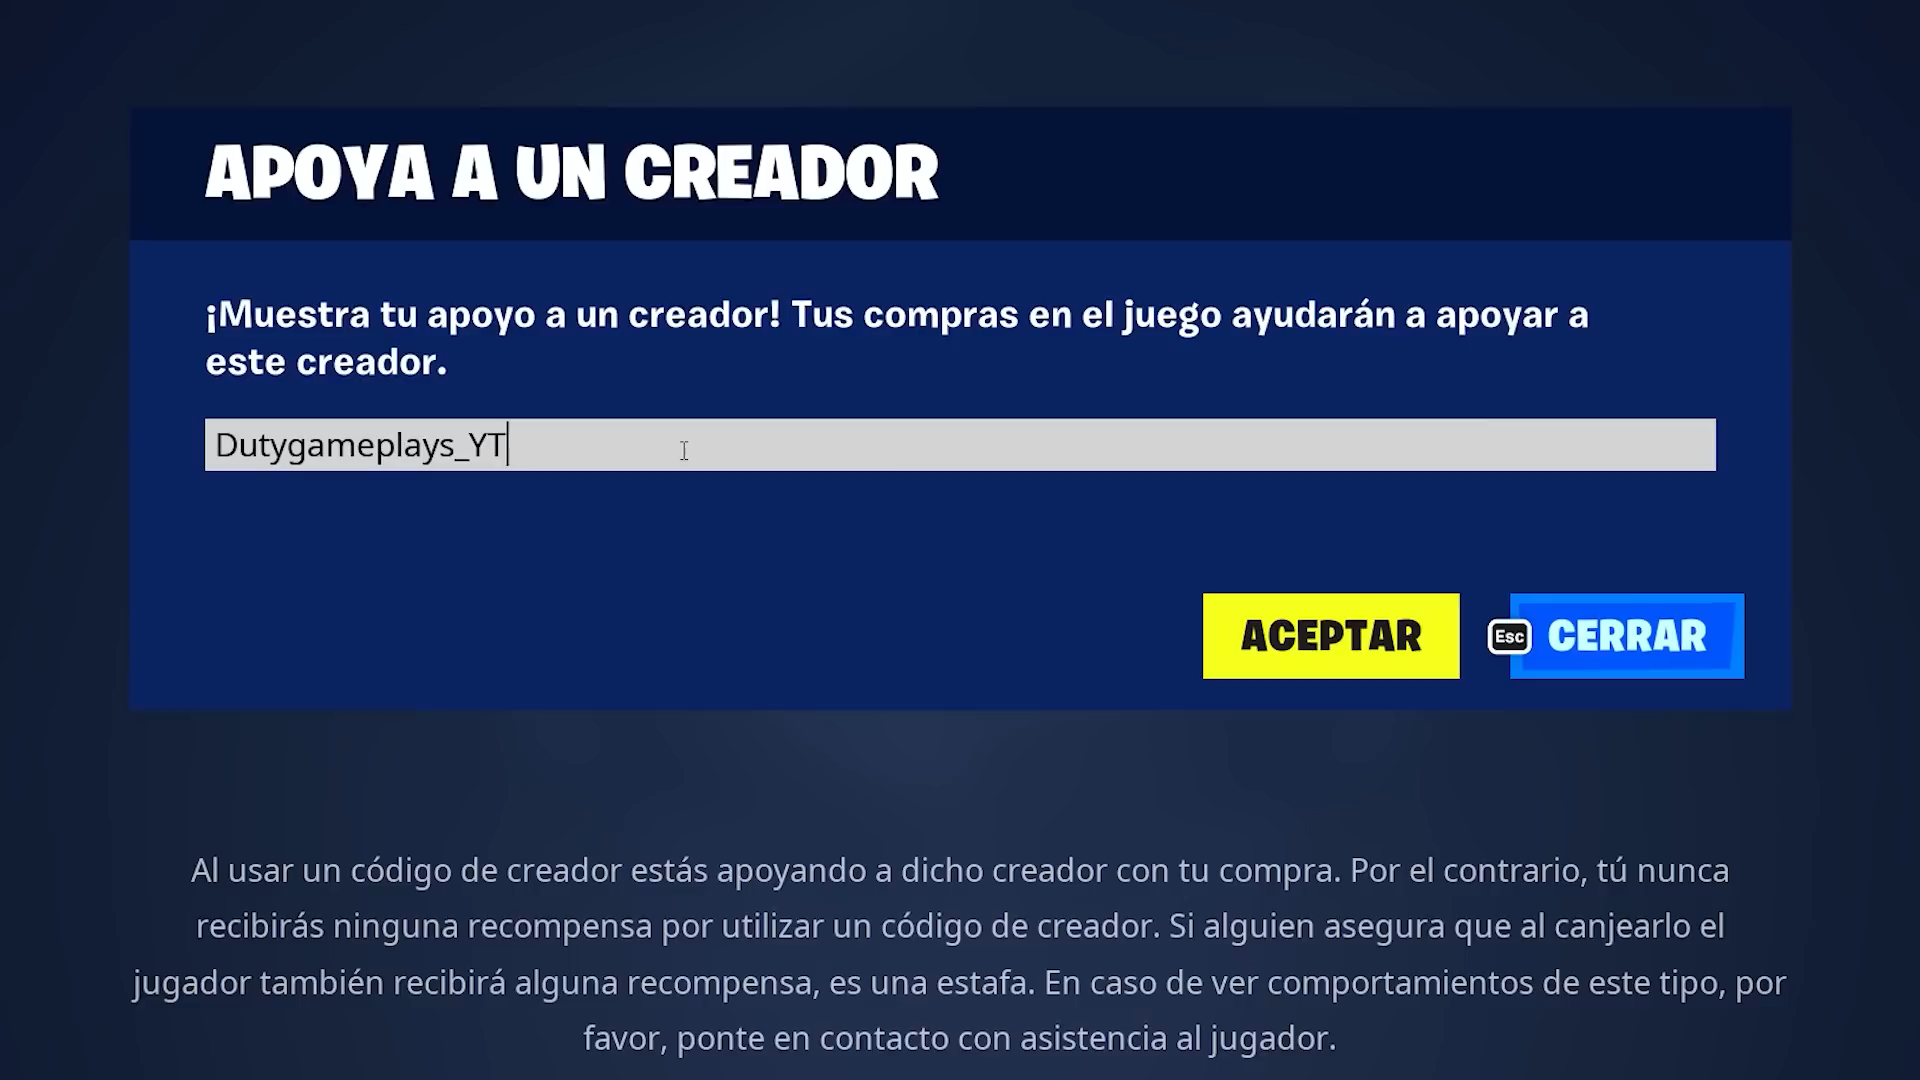 APOYA A UN CREADOR
¡Muestra tu apoyo a un creador! Tus compras en el juego ayudarán a apoyar a
este creador.
Dutygameplays_YT
ACEPTAR
Esc CERRAR
Al usar un código de creador estás apoyando a dicho creador con tu compra. Por el contrario, tú nunca
recibirás ninguna recompensa por utilizar un código de creador. Si alguien asegura que al canjearlo el
jugador también recibirá alguna recompensa, es una estafa. En caso de ver comportamientos de este tipo, por
favor, ponte en contacto con asistencia al jugador.